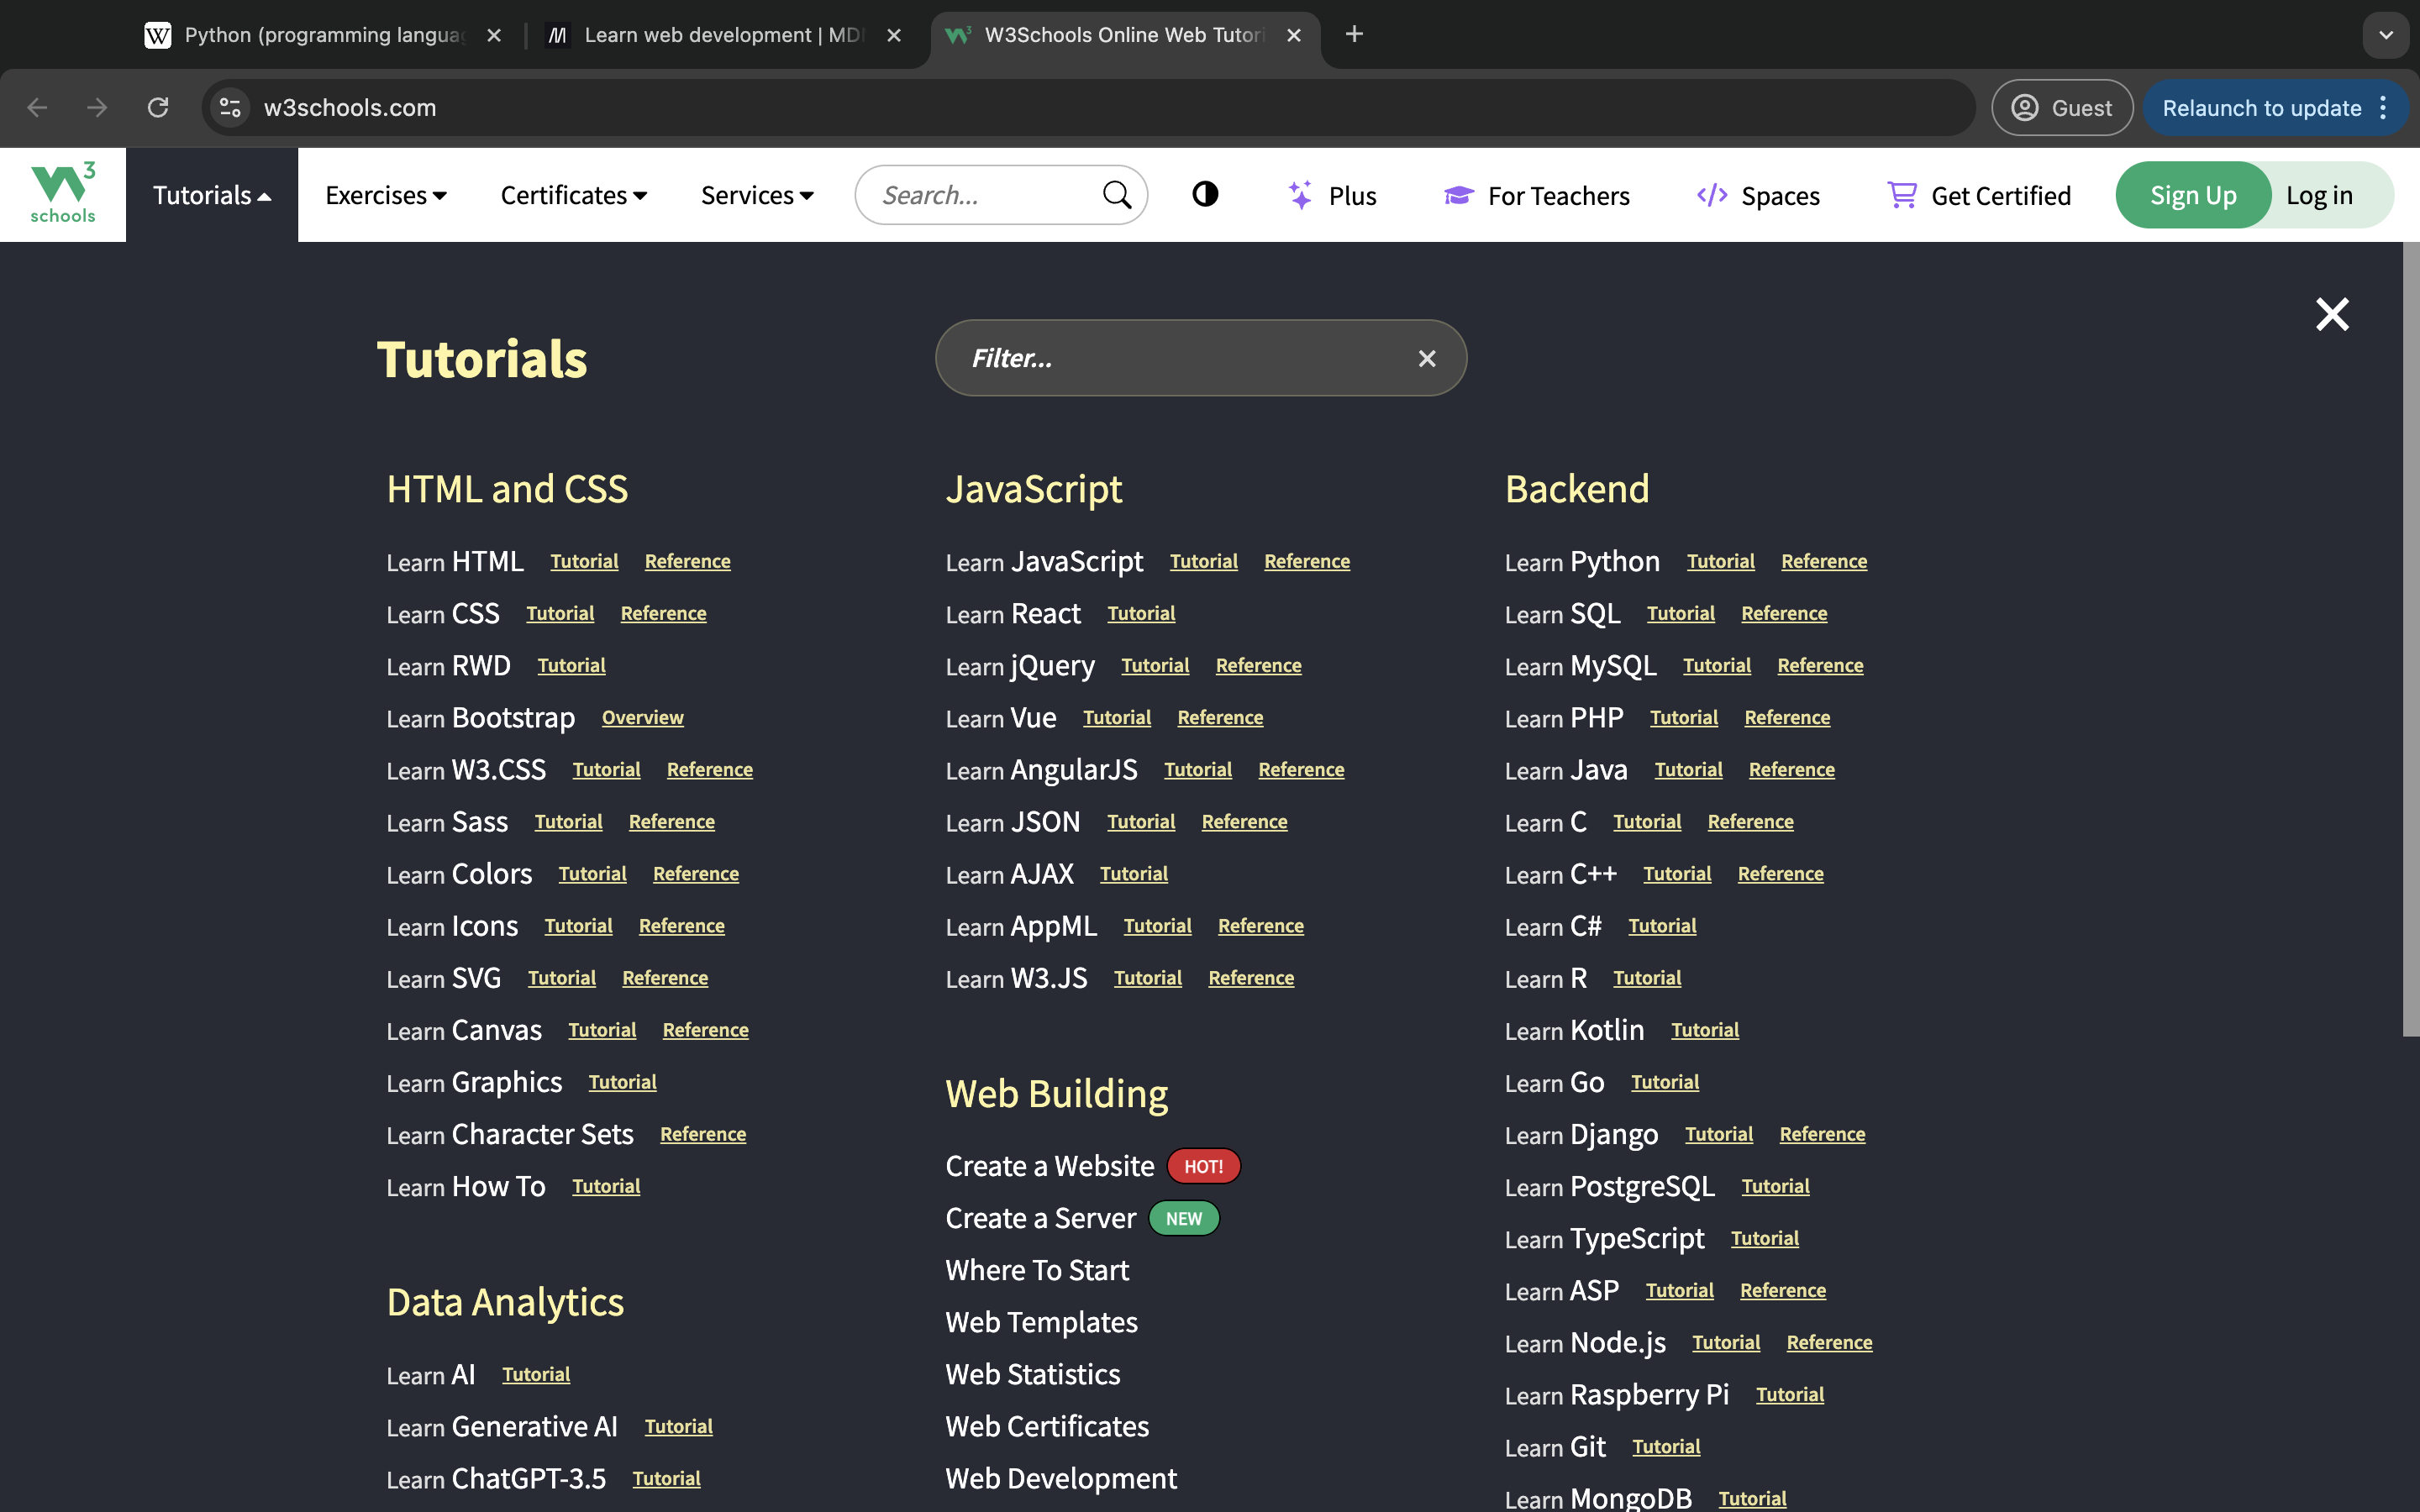 Python (programming langua
Learn web development | MD
W3Schools Online Web Tutori
w3schools.com
Guest
Relaunch to update
W3 schools
Tutorials
Exercises
Certificates
Services
Search...
Plus
For Teachers
Spaces
Get Certified
Sign Up
Log in
Tutorials
Filter...
HTML and CSS
Learn HTML Tutorial Reference
Learn CSS Tutorial Reference
Learn RWD Tutorial
Learn Bootstrap Overview
Learn W3.CSS Tutorial Reference
Learn Sass Tutorial Reference
Learn Colors Tutorial Reference
Learn Icons Tutorial Reference
Learn SVG Tutorial Reference
Learn Canvas Tutorial Reference
Learn Graphics Tutorial
Learn Character Sets Reference
Learn How To Tutorial
Data Analytics
Learn AI Tutorial
Learn Generative AI Tutorial
Learn ChatGPT-3.5 Tutorial
JavaScript
Learn JavaScript Tutorial Reference
Learn React Tutorial
Learn jQuery Tutorial Reference
Learn Vue Tutorial Reference
Learn AngularJS Tutorial Reference
Learn JSON Tutorial Reference
Learn AJAX Tutorial
Learn AppML Tutorial Reference
Learn W3.JS Tutorial Reference
Web Building
Create a Website HOT!
Create a Server NEW
Where To Start
Web Templates
Web Statistics
Web Certificates
Web Development
Backend
Learn Python Tutorial Reference
Learn SQL Tutorial Reference
Learn MySQL Tutorial Reference
Learn PHP Tutorial Reference
Learn Java Tutorial Reference
Learn C Tutorial Reference
Learn C++ Tutorial Reference
Learn C# Tutorial
Learn R Tutorial
Learn Kotlin Tutorial
Learn Go Tutorial
Learn Django Tutorial Reference
Learn PostgreSQL Tutorial
Learn TypeScript Tutorial
Learn ASP Tutorial Reference
Learn Node.js Tutorial Reference
Learn Raspberry Pi Tutorial
Learn Git Tutorial
Learn MongoDB Tutorial